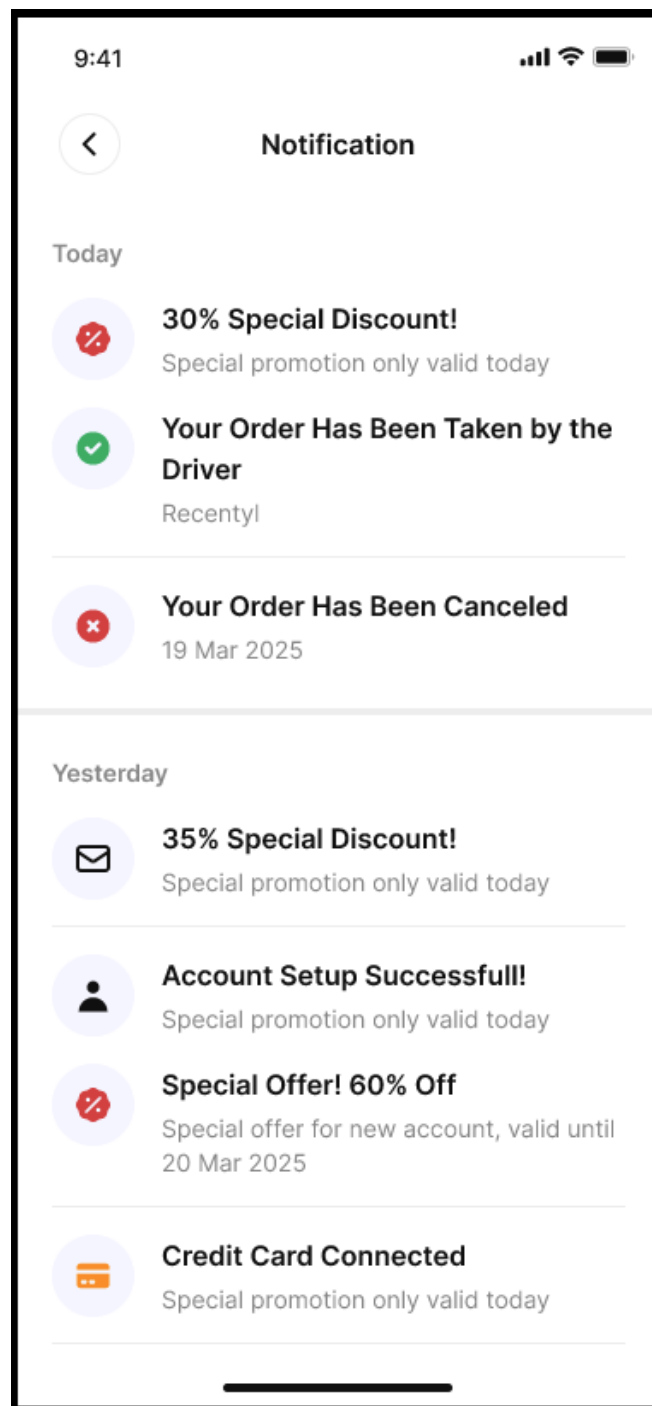 9:41
Notification
Today
30% Special Discount!
Special promotion only valid today
Your Order Has Been Taken by the
Driver
Recentyl
Your Order Has Been Canceled
19 Mar 2025
Yesterday
35% Special Discount!
Special promotion only valid today
Account Setup Successfull!
Special promotion only valid today
Special Offer! 60% Off
Special offer for new account, valid until
20 Mar 2025
Credit Card Connected
Special promotion only valid today